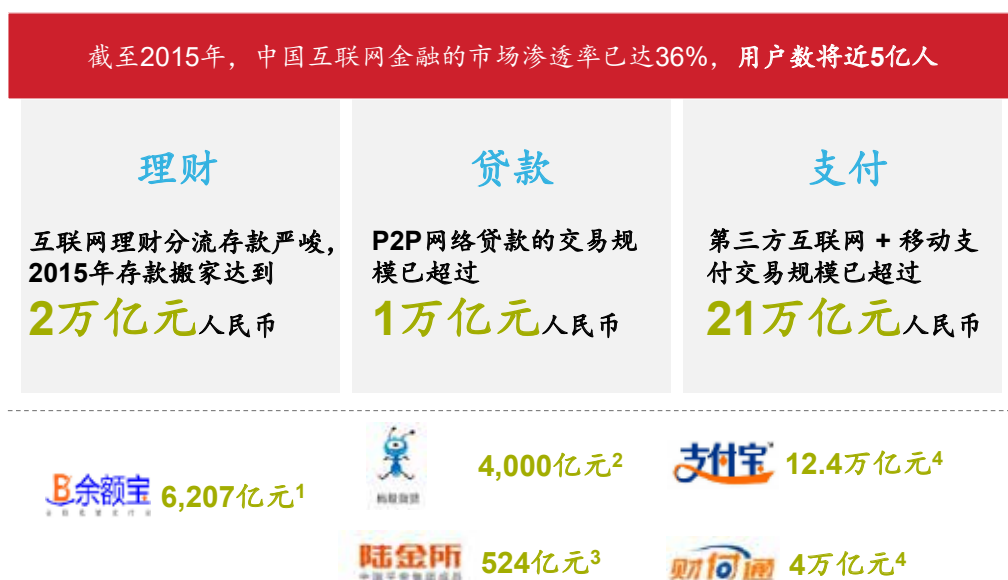 截至2015年，中国互联网金融的市场渗透率已达36%，用户数将近5亿人
理财
互联网理财分流存款严峻，
2015年存款搬家达到
2万亿元人民币
贷款
P2P网络贷款的交易规
模已超过
1万亿元人民币
支付
第三方互联网 + 移动支
付交易规模已超过
21万亿元人民币
余额宝
6,207亿元1
4,000亿元2
陆金所
524亿元3
支付宝
12.4万亿元4
财付通
4万亿元4